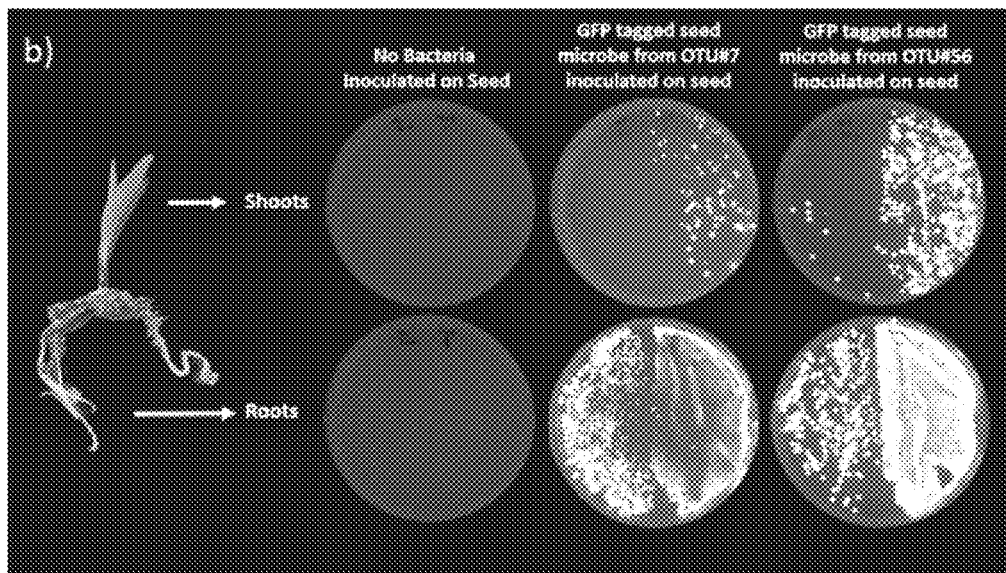 b)
No Bacteria
Inoculated on Seed
GFP tagged seed
microbe from OTU#7
inoculated on seed
GFP tagged seed
microbe from OTU#56
inoculated on seed
Shoots
Roots